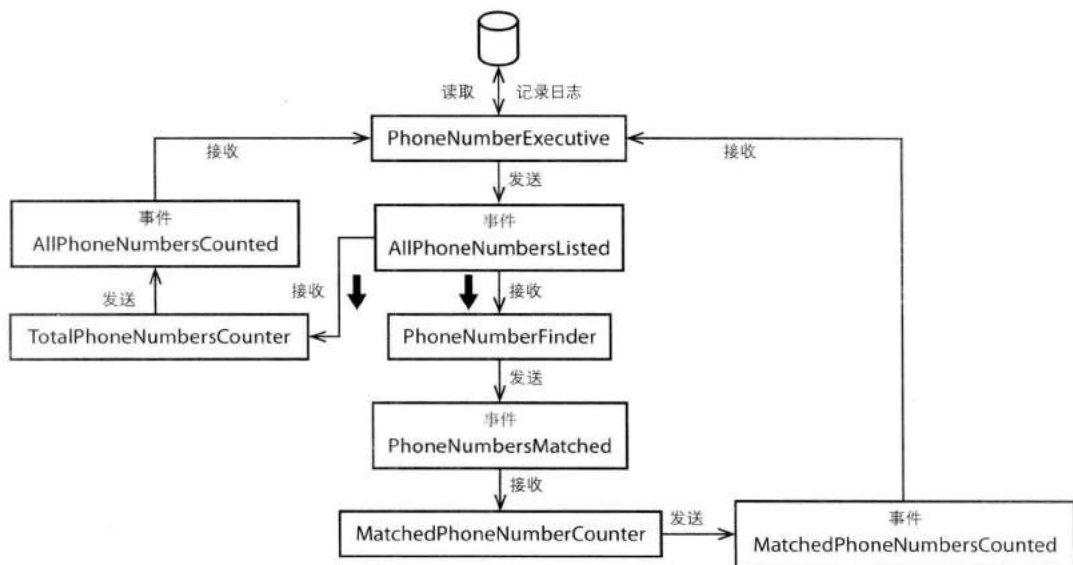 读取 记录日志
PhoneNumberExecutive
接收 接收
发送
事件
AllPhoneNumbersCounted
事件
AllPhoneNumbersListed
发送 接收 接收
TotalPhoneNumbersCounter
PhoneNumberFinder
发送
事件
PhoneNumbersMatched
接收
MatchedPhoneNumberCounter
发送
事件
MatchedPhoneNumbersCounted